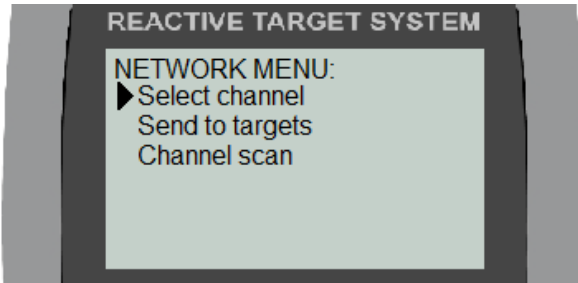 REACTIVE TARGET SYSTEM
NETWORK MENU:
Select channel
Send to targets
Channel scan